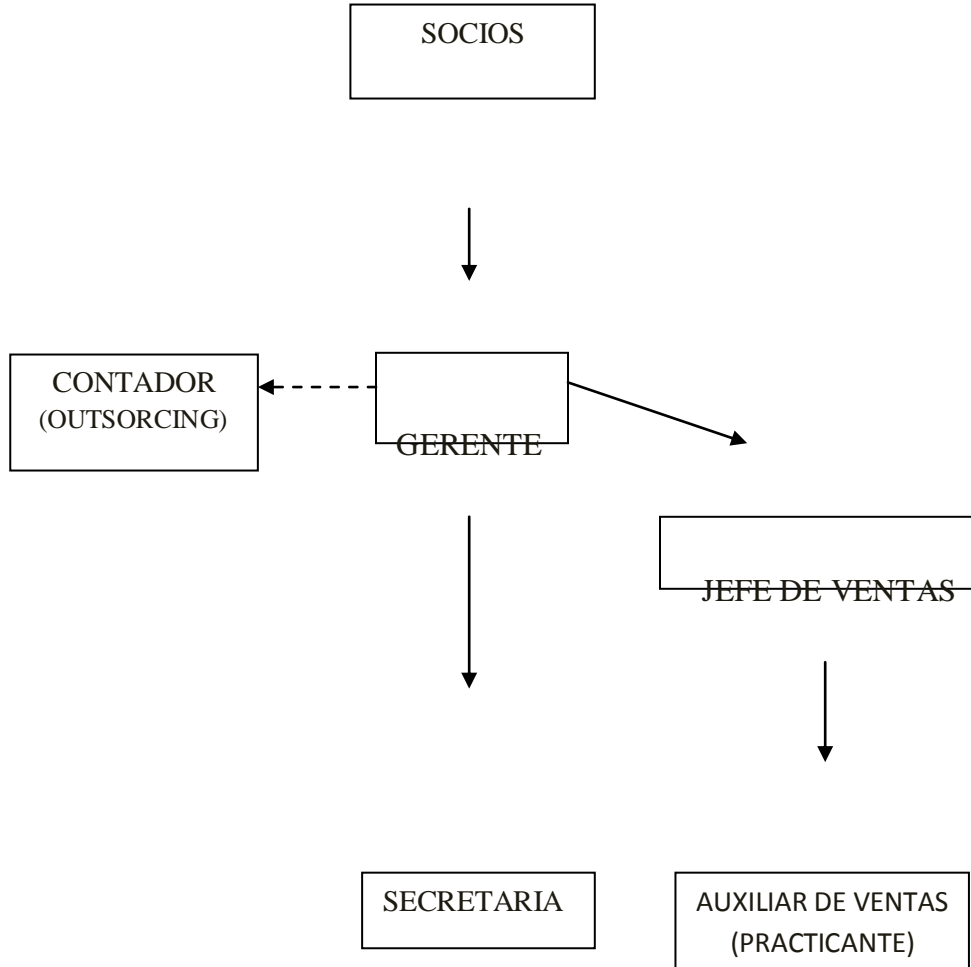 SOCIOS
CONTADOR
(OUTSORCING)
GERENTE
JEFE DE VENTAS
SECRETARIA
AUXILIAR DE VENTAS
(PRACTICANTE)